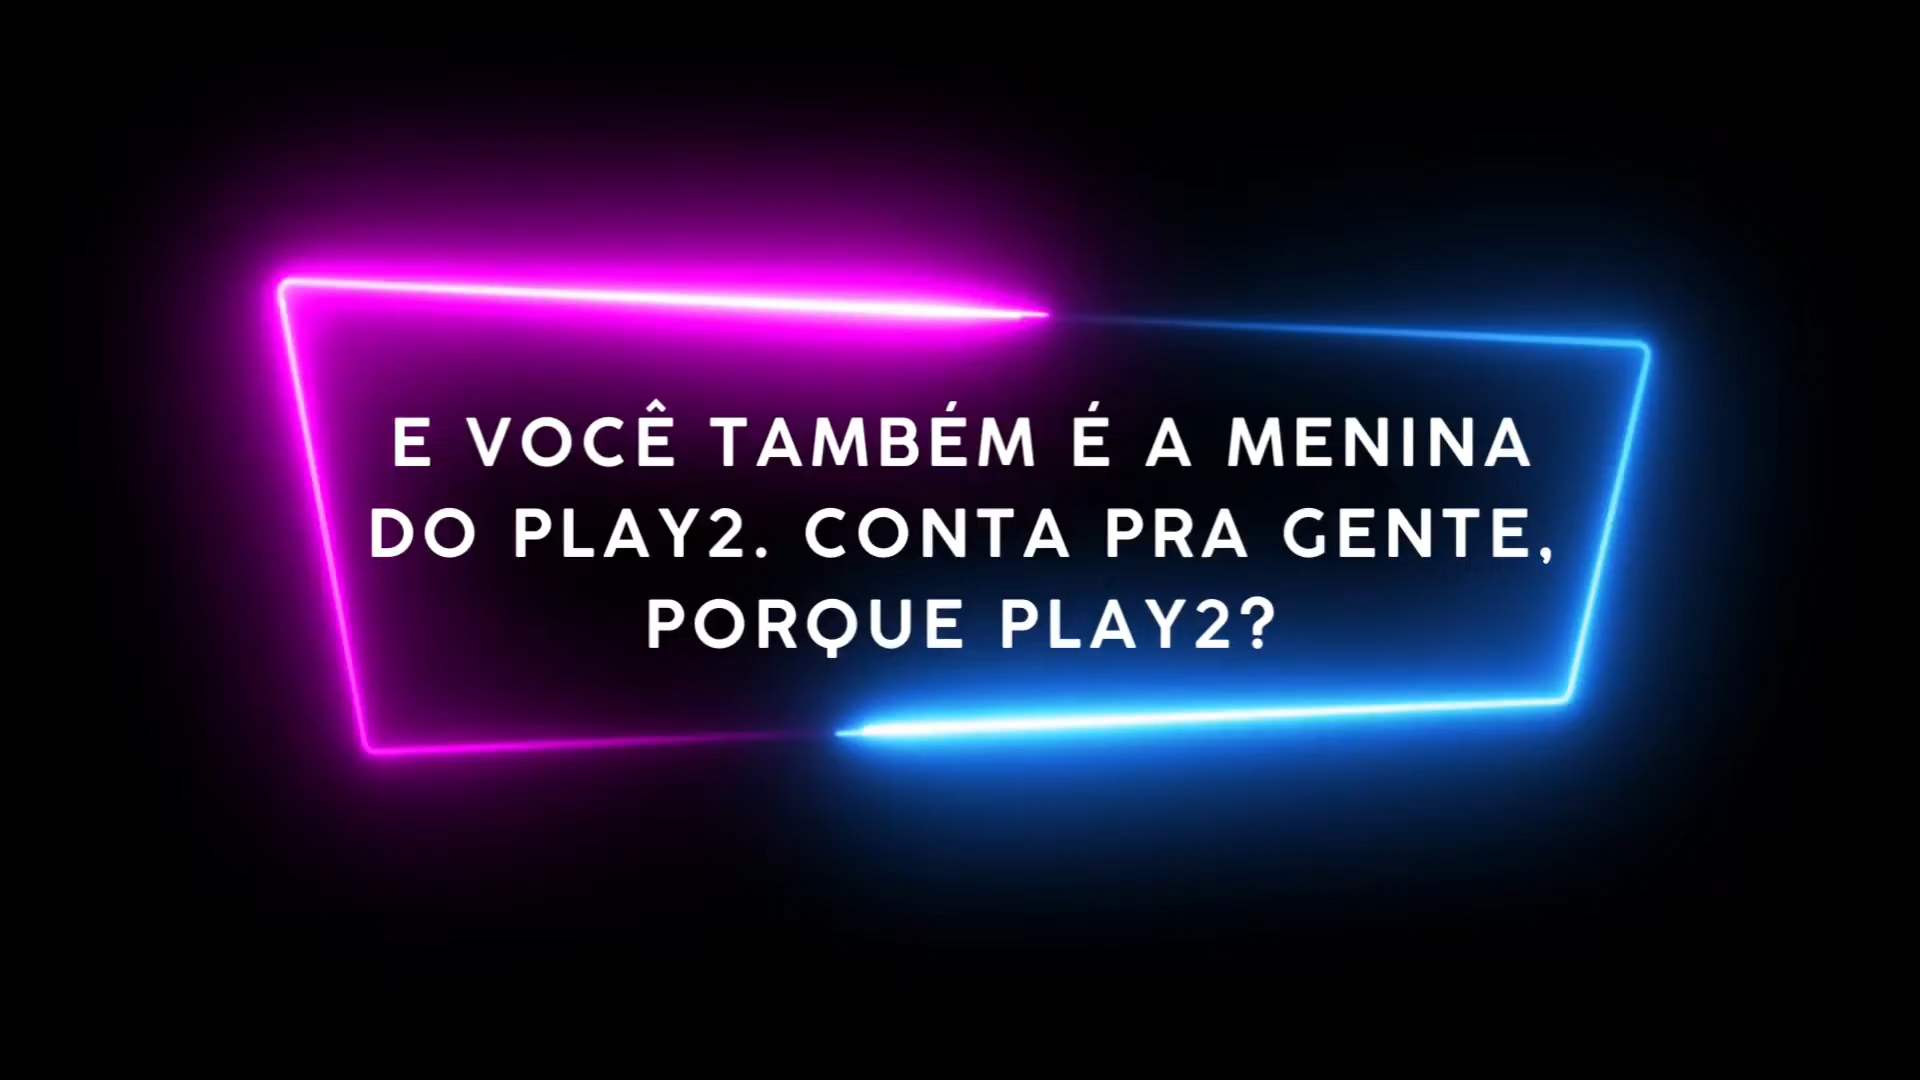 E VOCÊ TAMBÉM É A MENINA
DO PLAY2. CONTA PRA GENTE,
PORQUE PLAY2?